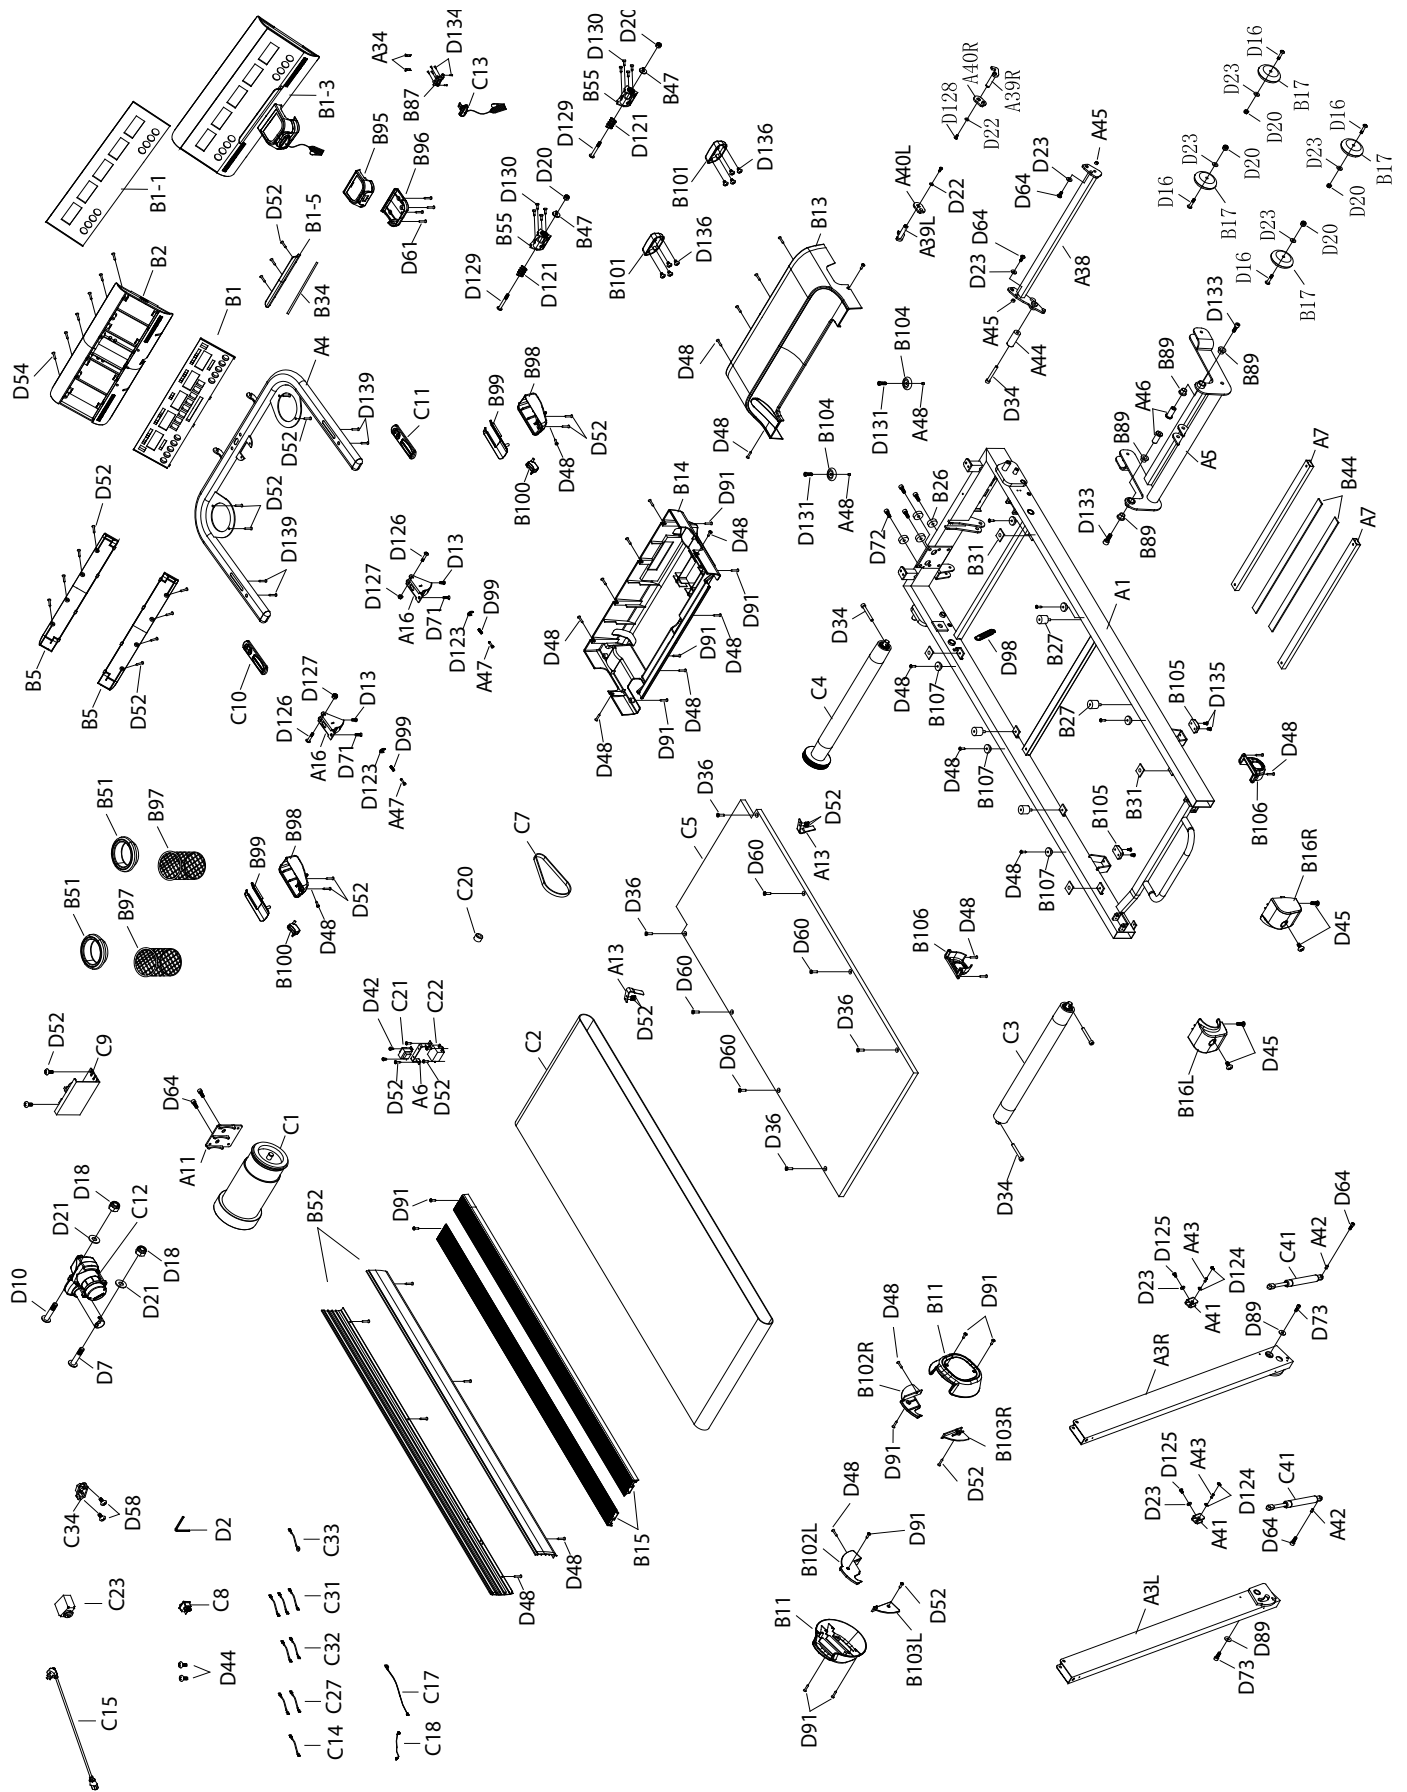 A34
D134
D130
D20
B1-3
B87
C13
B55
B47
D16
D23
B17
D20
D128
A40R
A39R
D22
B1-1
B95
B96
D129
D121
D130
D20
B101
D136
A40L
D23
A45
D64
D16
D23
D20
B17
D16
D23
D20
B17
D52
B1-5
B2
B34
D61
B55
B47
D129
D121
B101
D136
B13
A39L
D22
D64
D23
A38
D16
D23
D20
B17
D54
B1
A4
D139
C11
B99
B98
D48
B104
A45
A44
D34
D133
B89
D52
D52
B100
D48
D52
D48
D131
A48
B104
B89
A46
B89
A5
D52
D139
D126
D13
B14
D91
D48
D131
A48
D72
B26
B31
D133
B89
A7
B44
A7
B5
D127
A16
D71
D123
D99
A47
D48
D91
D48
D91
D34
C4
D98
B27
A1
B5
D52
C10
D127
D126
A16
D71
D13
D123
D99
A47
D48
D91
D48
D48
B107
B27
B105
D135
B51
B97
B99
B98
D36
C5
D52
A13
D48
B107
B31
B106
D48
B51
B97
B100
D48
D52
C20
C7
D36
D60
D60
D48
B107
B105
B16R
D45
D52
C9
D42
C21
C22
D52
A6
D52
A13
D52
D60
D60
D36
B106
D48
D64
A11
C1
C2
D36
C3
B16L
D45
D34
D10
D21
D18
C12
D18
D21
D7
B52
D91
D125
A43
C41
A42
D64
D23
A41
D124
D89
D73
D48
B11
D91
B102R
D91
B103R
D52
A3R
C34
D58
D2
C33
B15
D48
D48
D48
B102L
D91
D125
A43
C41
D23
A41
D124
D64
A42
C23
C8
C31
C32
D44
B11
B103L
D52
D91
A3L
D73
D89
C15
C27
C14
C17
C18